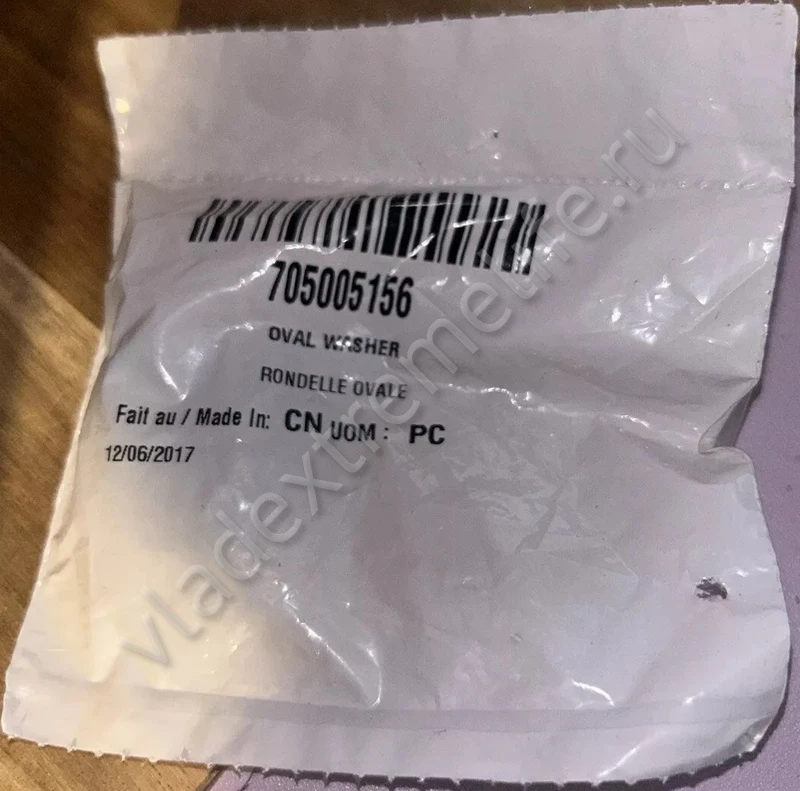 705005156
OVAL WASHER
RONDELLE OVALE
Fait au / Made In: CN UOM : PC
12/06/2017
vladextremelife.ru